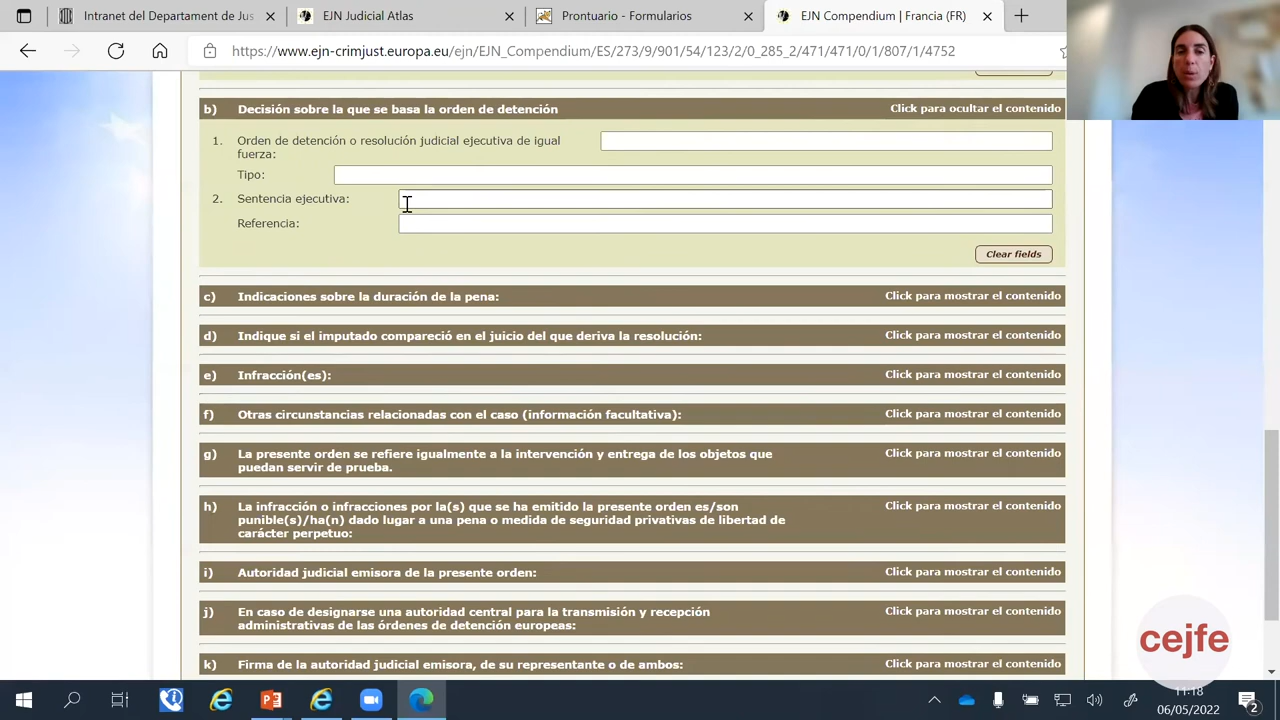 Intranet del Departament de Jus
EJN Judicial Atlas
Prontuario - Formularios
EJN Compendium | Francia (FR)
https://www.ejn-crimjust.europa.eu/ejn/EJN_Compendium/ES/273/9/901/54/123/2/0_285_2/471/471/0/1/807/1/4752
b) Decisión sobre la que se basa la orden de detención Click para ocultar el contenido
1. Orden de detención o resolución judicial ejecutiva de igual
fuerza:
Tipo:
2. Sentencia ejecutiva:
Referencia:
Clear fields
c) Indicaciones sobre la duración de la pena: Click para mostrar el contenido
d) Indique si el imputado compareció en el juicio del que deriva la resolución: Click para mostrar el contenido
e) Infracción(es): Click para mostrar el contenido
f) Otras circunstancias relacionadas con el caso (información facultativa): Click para mostrar el contenido
g) La presente orden se refiere igualmente a la intervención y entrega de los objetos que Click para mostrar el contenido
puedan servir de prueba.
h) La infracción o infracciones por la(s) que se ha emitido la presente orden es/son Click para mostrar el contenido
punible(s)/ha(n) dado lugar a una pena o medida de seguridad privativas de libertad de
carácter perpetuo:
i) Autoridad judicial emisora de la presente orden: Click para mostrar el contenido
j) En caso de designarse una autoridad central para la transmisión y recepción Click para mostrar el contenido
administrativas de las órdenes de detención europeas:
k) Firma de la autoridad judicial emisora, de su representante o de ambos: Click para mostrar el contenido
cejfe
11:18
06/05/2022
2